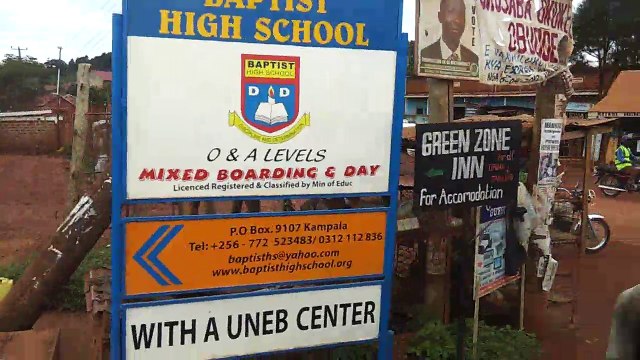 BAPTIST
HIGH SCHOOL
BAPTIST
HIGH SCHOOL
D D
O & A LEVELS
MIXED BOARDING & DAY
Licenced Registered & Classified by Min of Educ
P.O Box. 9107 Kampala
Tel: +256 - 772 523483/ 0312 112 836
baptisths@yahoo.com
www.baptisthighschool.org
WITH A UNEB CENTER
VOTE
OBUGGE
GREEN ZONE
INN
For Accomodation